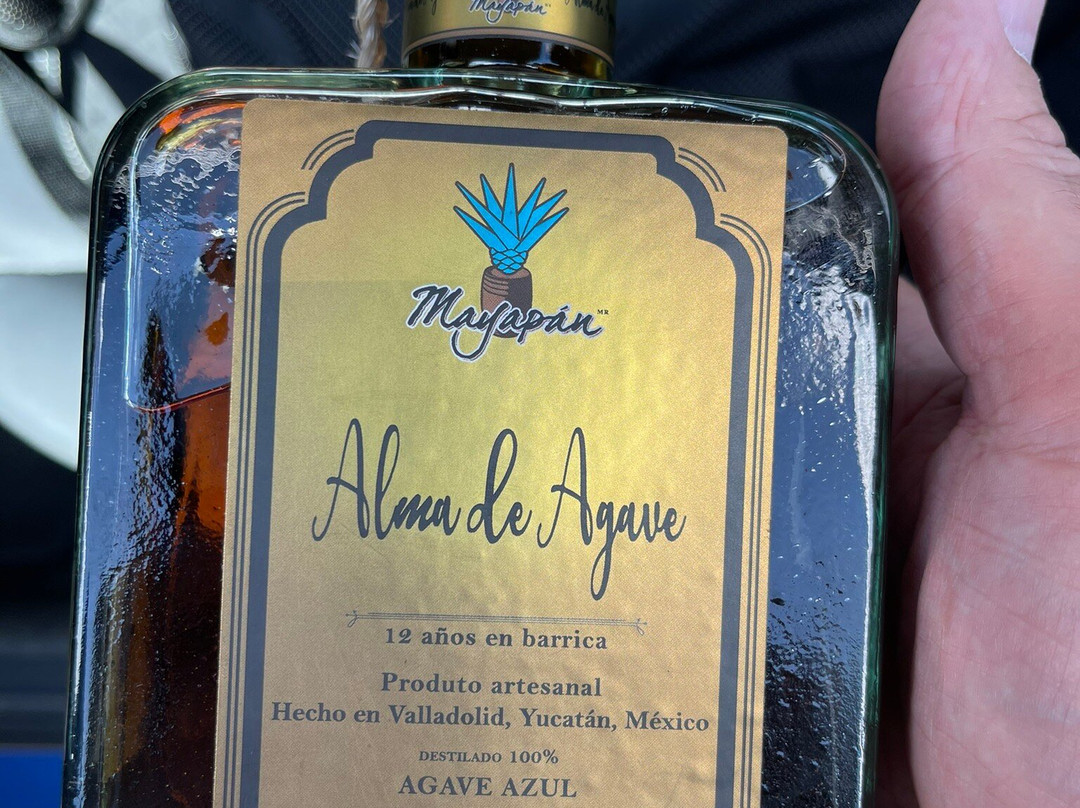 Mayapán
Mayapán MR
Alma de Agave
12 años en barrica
Produto artesanal
Hecho en Valladolid, Yucatán, México
DESTILADO 100%
AGAVE AZUL